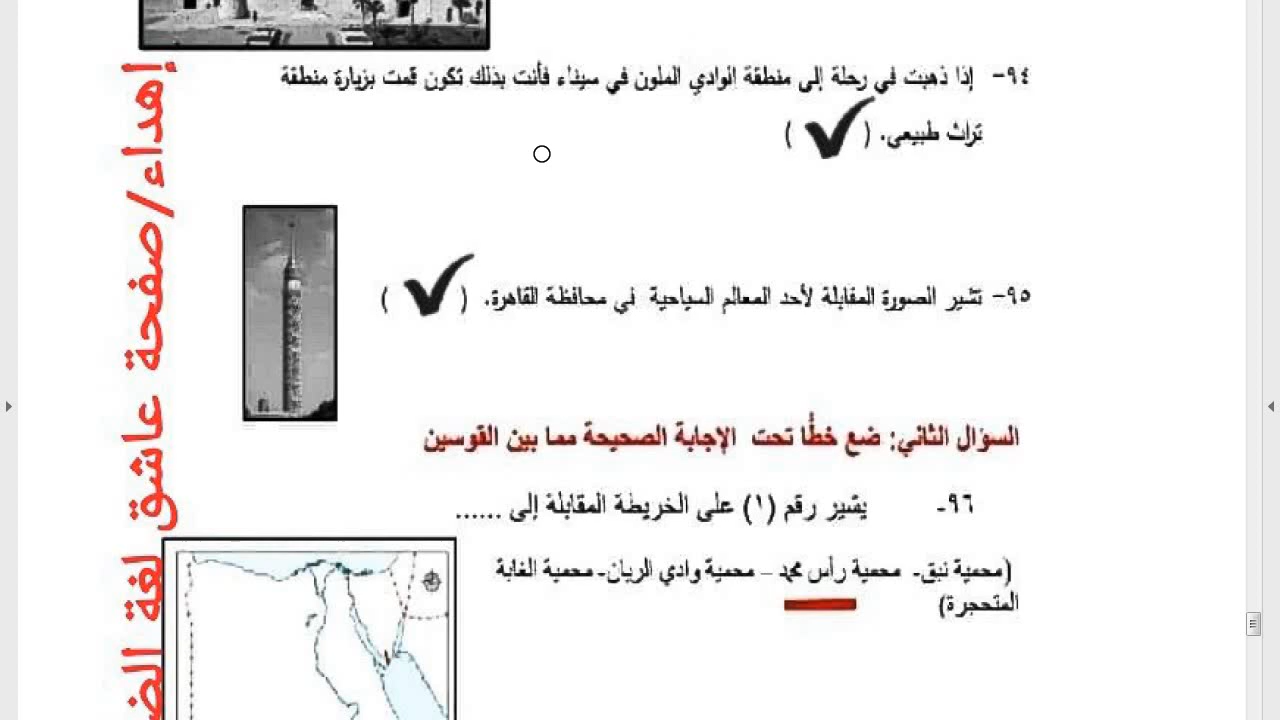 ٩٤- إذا ذهبت في رحلة إلى منطقة الوادي الملون في سيناء فأنت بذلك تكون قمت بزيارة منطقة
تراث طبيعى. ( )
٩٥- تشير الصورة المقابلة لأحد المعالم السياحية في محافظة القاهرة. ( )
السؤال الثاني: ضع خطًّا تحت الإجابة الصحيحة مما بين القوسين
٩٦- يشير رقم (١) على الخريطة المقابلة إلى ......
(محمية نبق- محمية رأس محمد – محمية وادي الريان- محمية الغابة
المتحجرة)
إهداء/صفحة عاشق لغة الض